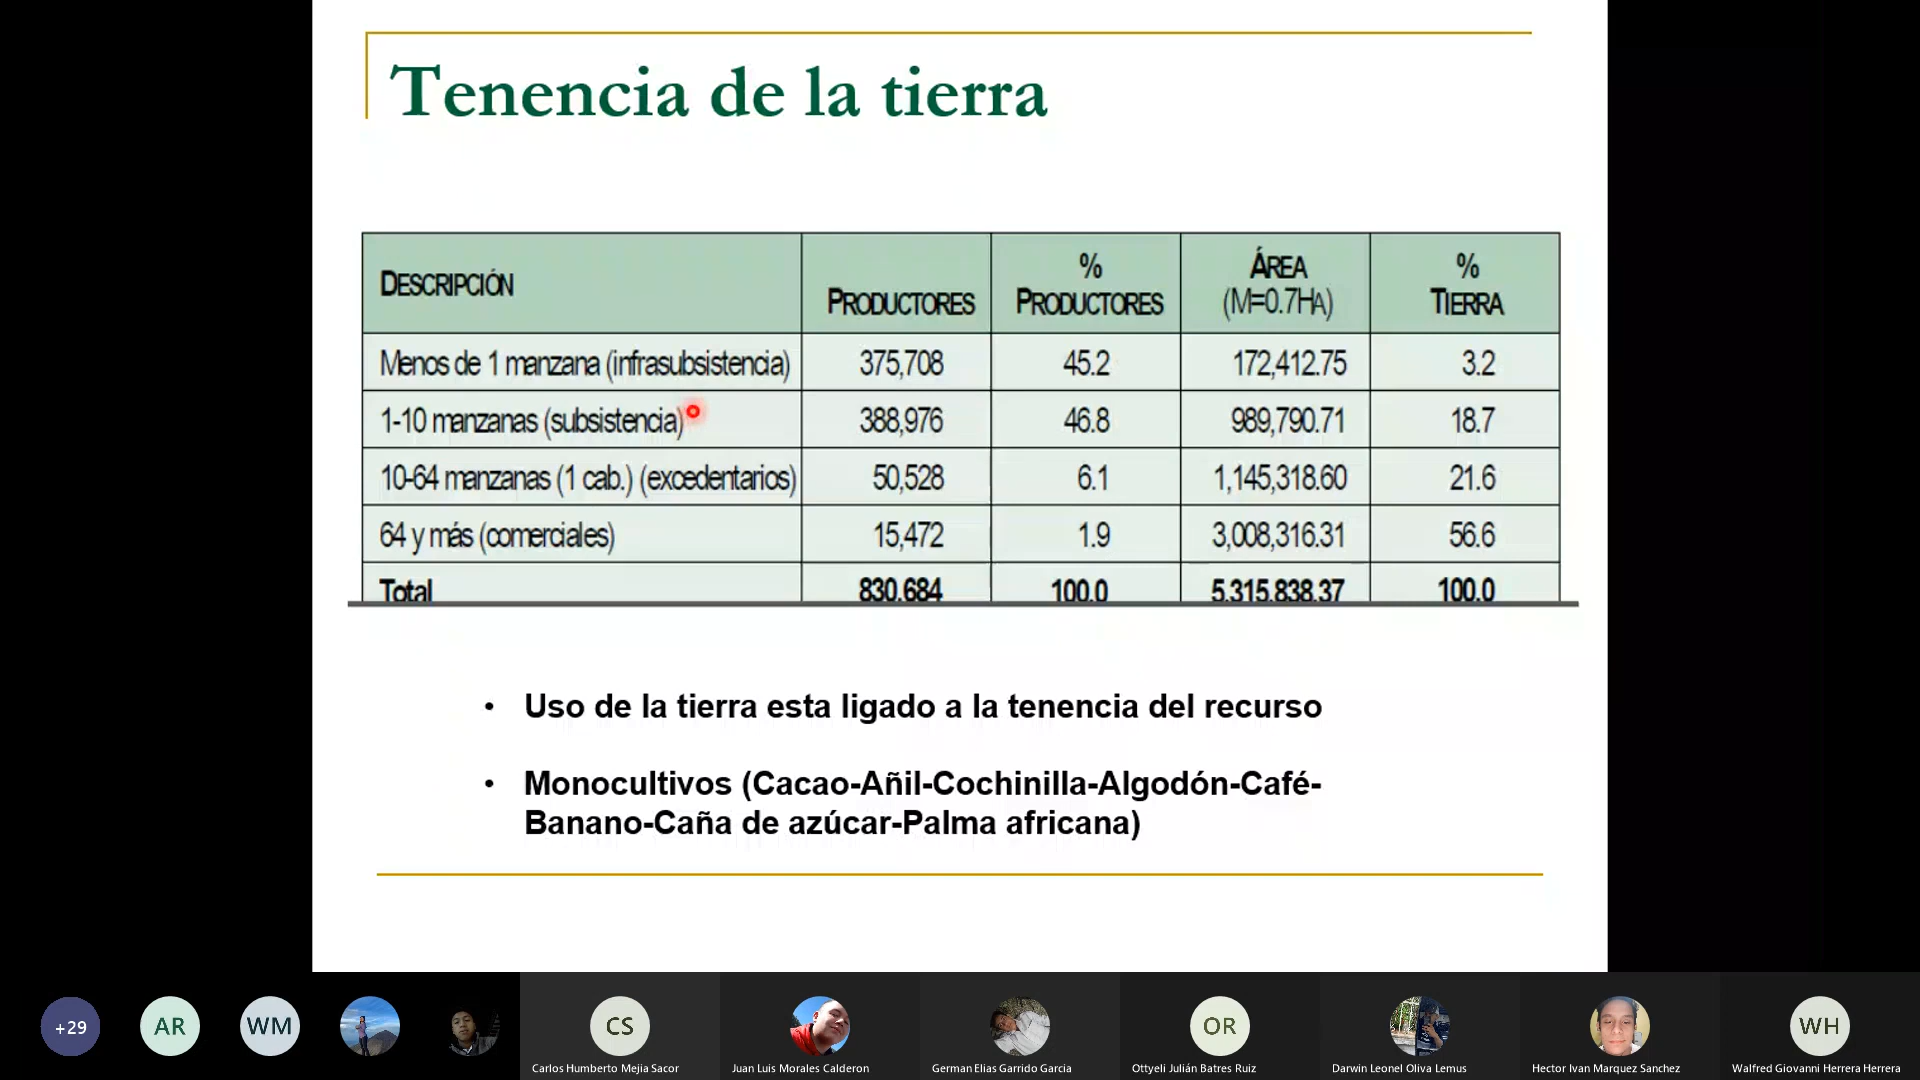 Tenencia de la tierra
DESCRIPCIÓN
PRODUCTORES
%
PRODUCTORES
ÁREA
(M=0.7HA)
%
TIERRA
Menos de 1 manzana (infrasubsistencia) 375,708 45.2 172,412.75 3.2
1-10 manzanas (subsistencia) 388,976 46.8 989,790.71 18.7
10-64 manzanas (1 cab.) (excedentarios) 50,528 6.1 1,145,318.60 21.6
64 y más (comerciales) 15,472 1.9 3,008,316.31 56.6
Total 830.684 100.0 5.315.838.37 100.0
• Uso de la tierra esta ligado a la tenencia del recurso
• Monocultivos (Cacao-Añil-Cochinilla-Algodón-Café-
Banano-Caña de azúcar-Palma africana)
+29
AR
WM
CS
OR
WH
Carlos Humberto Mejia Sacor
Juan Luis Morales Calderon
German Elias Garrido Garcia
Ottyeli Julián Batres Ruiz
Darwin Leonel Oliva Lemus
Hector Ivan Marquez Sanchez
Walfred Giovanni Herrera Herrera